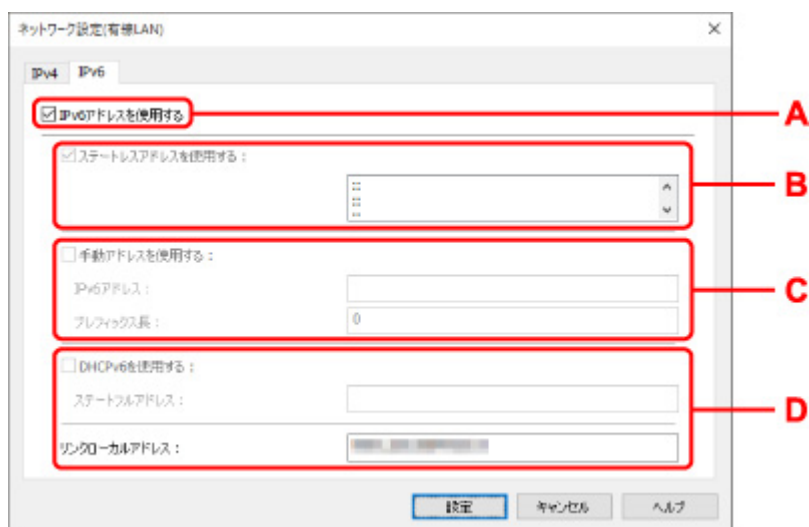 ネットワーク設定(有線LAN)
IPv4 IPv6
IPv6アドレスを使用する
A
ステートレスアドレスを使用する：
::
::
::
B
手動アドレスを使用する：
IPv6アドレス：
プレフィックス長： 0
C
DHCPv6を使用する：
ステートフルアドレス：
D
リンクローカルアドレス：
設定 キャンセル ヘルプ